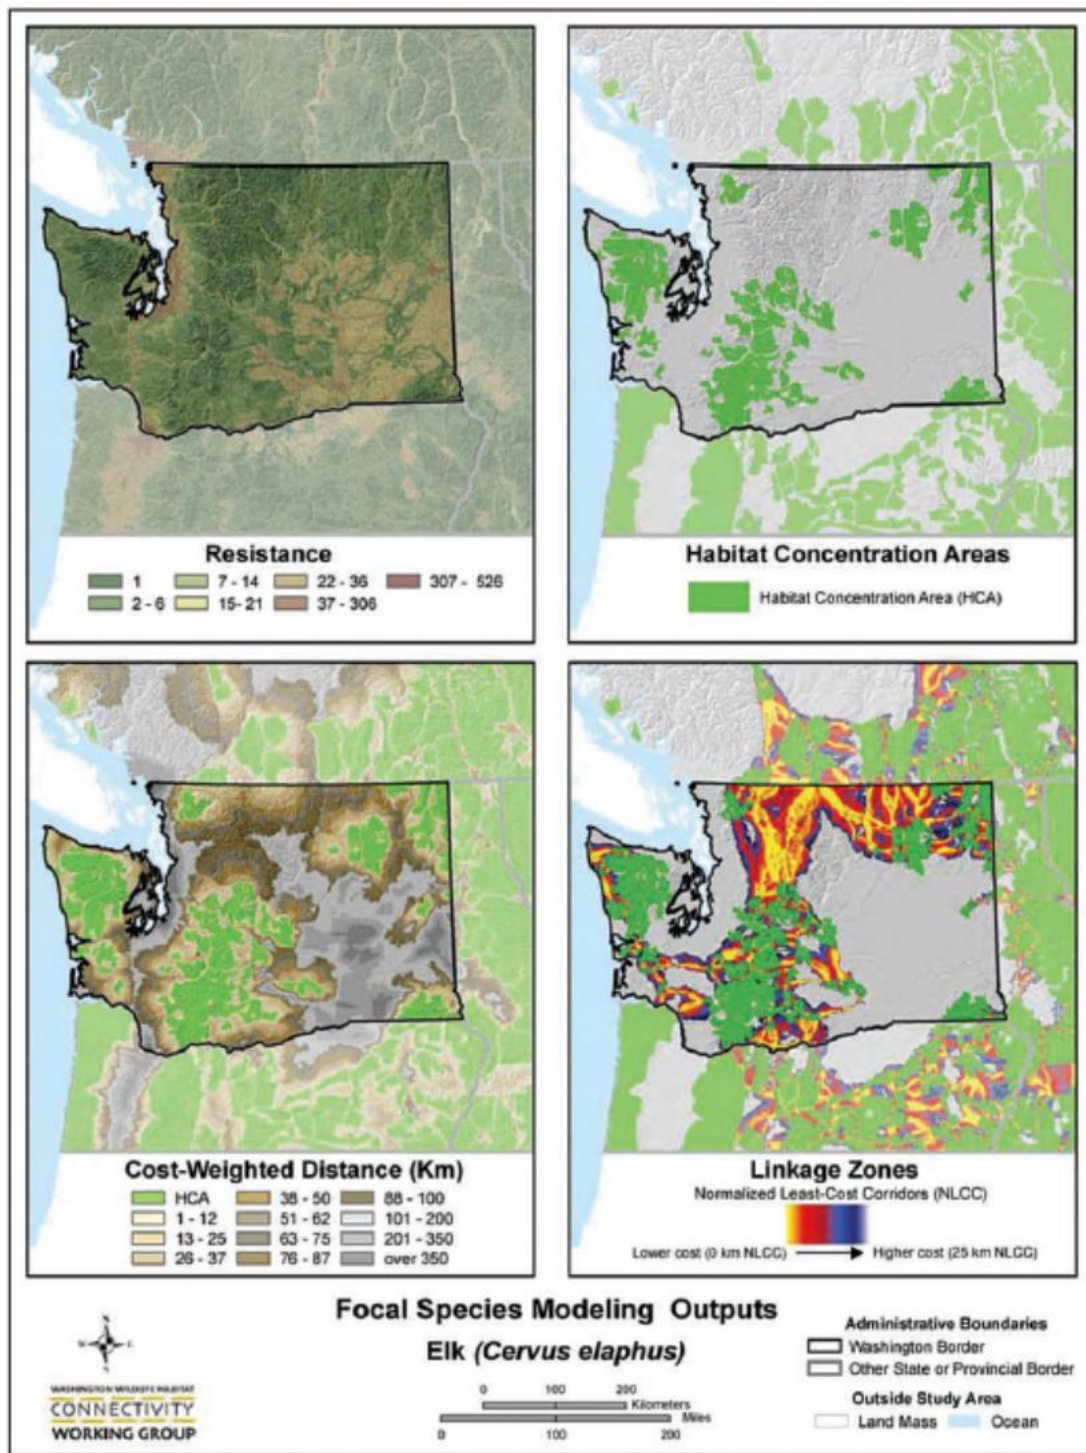 Resistance
1 7 - 14 22 - 36 307 - 526
2 - 6 15 - 21 37 - 306
Habitat Concentration Areas
Habitat Concentration Area (HCA)
Cost-Weighted Distance (Km)
HCA 38 - 50 88 - 100
1 - 12 51 - 62 101 - 200
13 - 25 63 - 75 201 - 350
26 - 37 76 - 87 over 350
Linkage Zones
Normalized Least-Cost Corridors (NLCC)
Lower cost (0 km NLCC) Higher cost (25 km NLCC)
Focal Species Modeling Outputs
Elk (Cervus elaphus)
N
W E
S
WASHINGTON WILDLIFE HABITAT
CONNECTIVITY
WORKING GROUP
0 100 200
Kilometers
Miles
0 100 200
Administrative Boundaries
Washington Border
Other State or Provincial Border
Outside Study Area
Land Mass Ocean